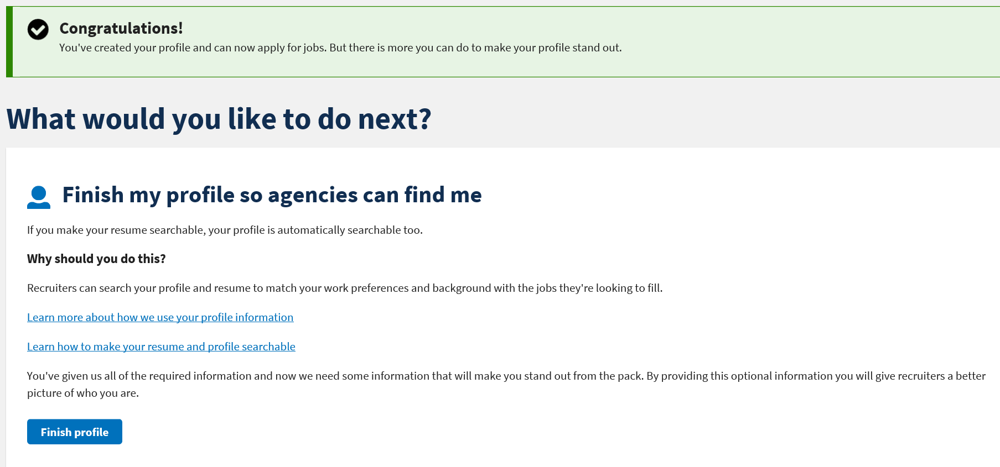 Congratulations!
You've created your profile and can now apply for jobs. But there is more you can do to make your profile stand out.
What would you like to do next?
Finish my profile so agencies can find me
If you make your resume searchable, your profile is automatically searchable too.
Why should you do this?
Recruiters can search your profile and resume to match your work preferences and background with the jobs they're looking to fill.
Learn more about how we use your profile information
Learn how to make your resume and profile searchable
You've given us all of the required information and now we need some information that will make you stand out from the pack. By providing this optional information you will give recruiters a better
picture of who you are.
Finish profile